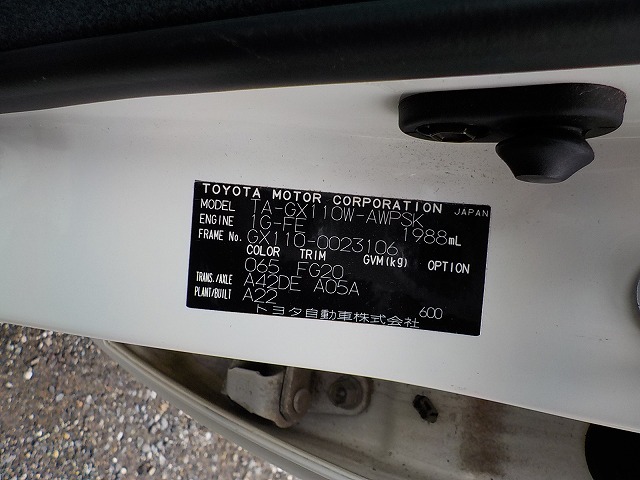 TOYOTA MOTOR CORPORATION JAPAN
MODEL TA-GX110W-AWPSK
ENGINE 1G-FE 1988mL
FRAME No. GX110-0023106
COLOR TRIM GVM(kg) OPTION
065 FG20
TRANS./AXLE A42DE A05A
PLANT/BUILT A22 600
トヨタ自動車株式会社